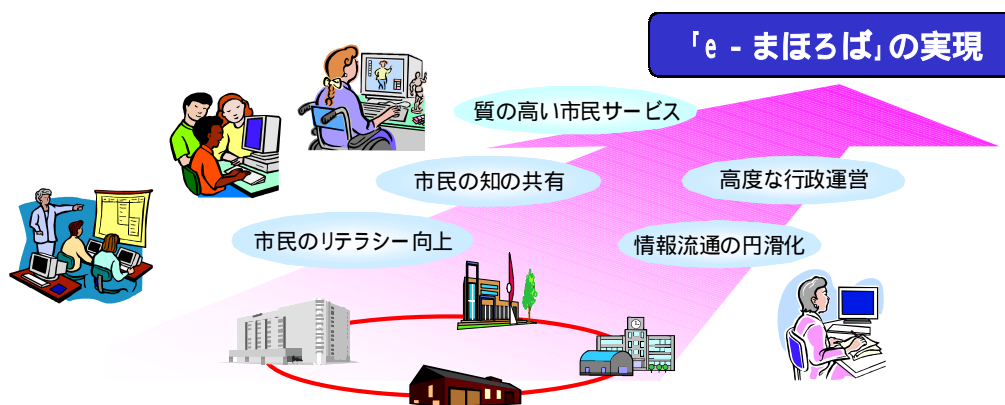 「e - まほろば」の実現
質の高い市民サービス
市民の知の共有
高度な行政運営
市民のリテラシー向上
情報流通の円滑化